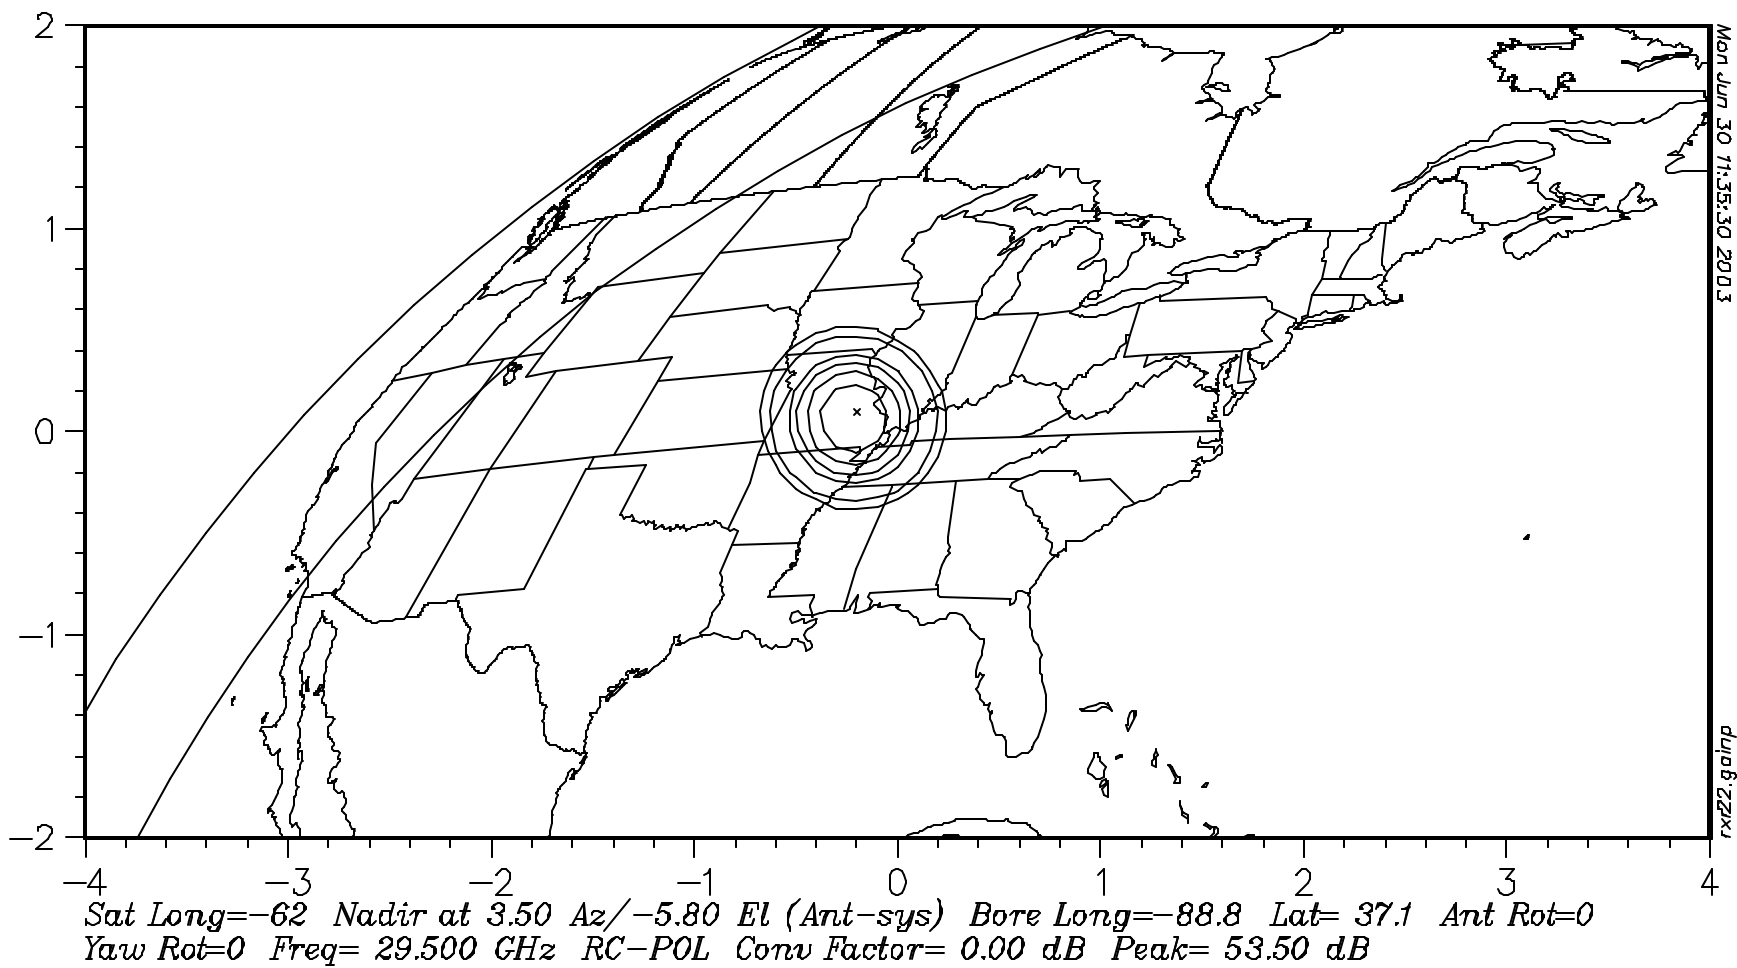 2
1
0
−1
−2
−4 −3 −2 −1 0 1 2 3 4
Mon Jun 30 11:35:30 2003
rxj22.gainp
Sat Long=−62 Nadir at 3.50 Az/−5.80 El (Ant−sys) Bore Long=−88.8 Lat= 37.1 Ant Rot=0
Yaw Rot=0 Freq= 29.500 GHz RC−POL Conv Factor= 0.00 dB Peak= 53.50 dB